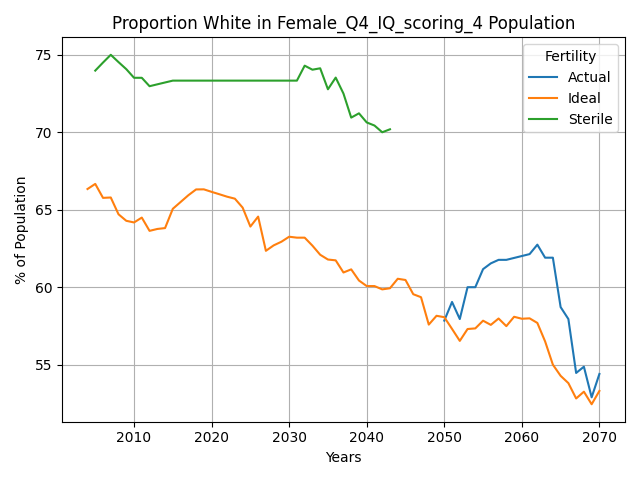 Proportion White in Female_Q4_IQ_scoring_4 Population
Fertility
Actual
Ideal
Sterile
% of Population
75
70
65
60
55
2010
2020
2030
2040
2050
2060
2070
Years